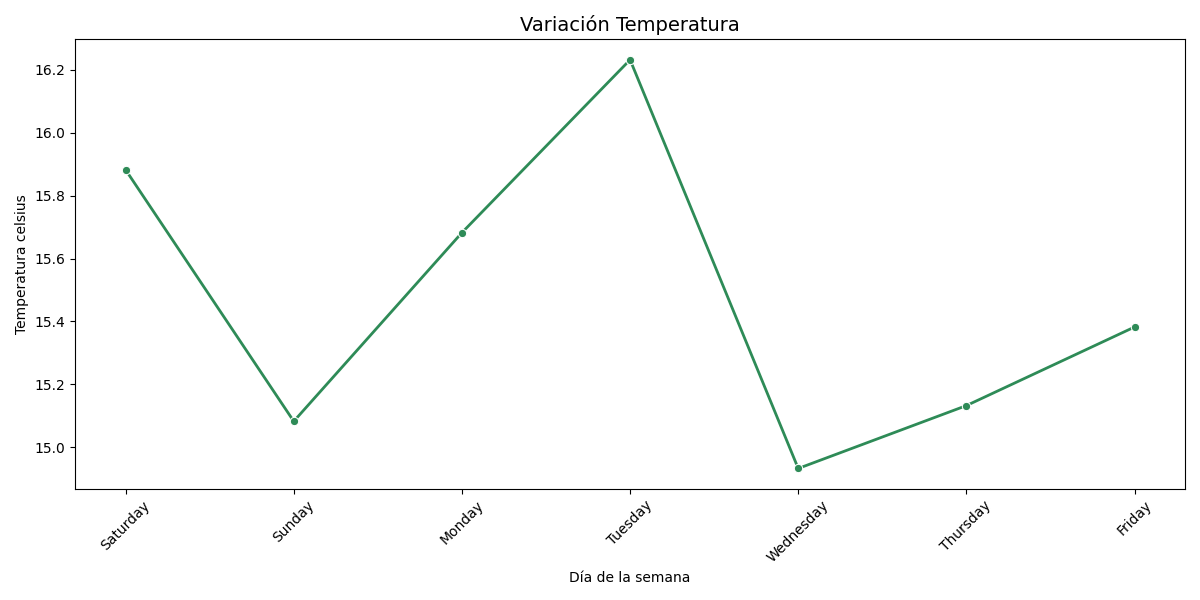 Variación Temperatura
Temperatura celsius
16.2
16.0
15.8
15.6
15.4
15.2
15.0
Saturday
Sunday
Monday
Tuesday
Wednesday
Thursday
Friday
Día de la semana